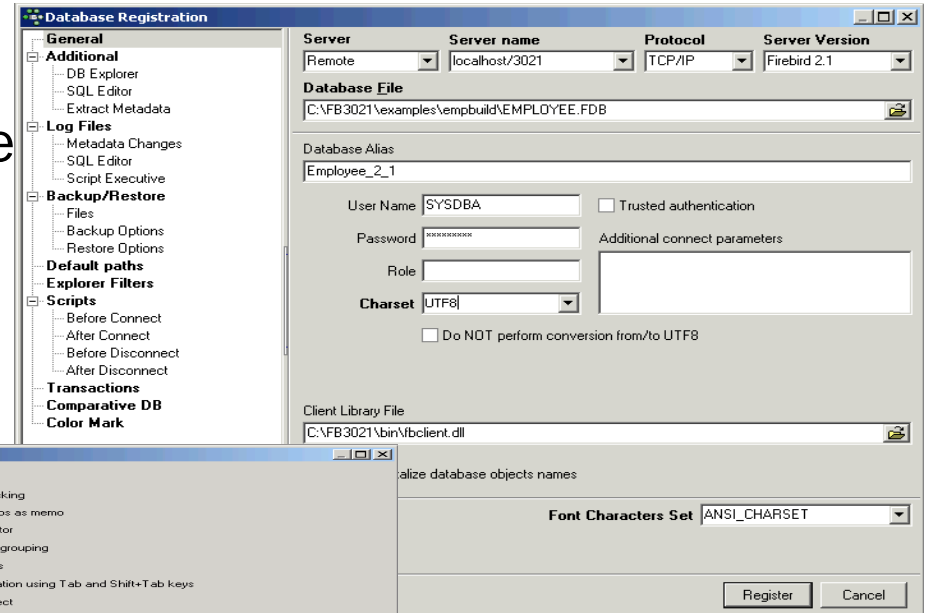 Database Registration
General
Additional
DB Explorer
SQL Editor
Extract Metadata
Log Files
Metadata Changes
SQL Editor
Script Executive
Backup/Restore
Files
Backup Options
Restore Options
Default paths
Explorer Filters
Scripts
Before Connect
After Connect
Before Disconnect
After Disconnect
Transactions
Comparative DB
Color Mark
Server Server name Protocol Server Version
Remote localhost/3021 TCP/IP Firebird 2.1
Database File
C:\FB3021\examples\empbuild\EMPLOYEE.FDB
Database Alias
Employee_2_1
User Name SYSDBA Trusted authentication
Password ********* Additional connect parameters
Role
Charset UTF8
Do NOT perform conversion from/to UTF8
Client Library File
C:\FB3021\bin\fbclient.dll
alize database objects names
Font Characters Set ANSI_CHARSET
Register Cancel
e
king
os as memo
tor
grouping
s
ation using Tab and Shift+Tab keys
ect